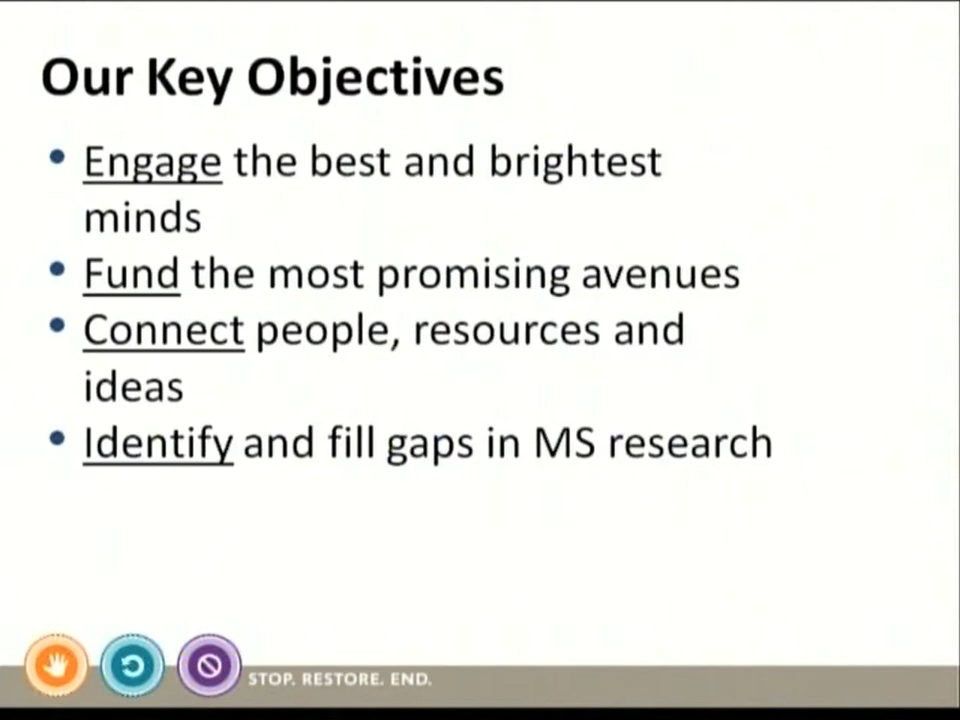 Our Key Objectives
• Engage the best and brightest
minds
• Fund the most promising avenues
• Connect people, resources and
ideas
• Identify and fill gaps in MS research
STOP. RESTORE. END.